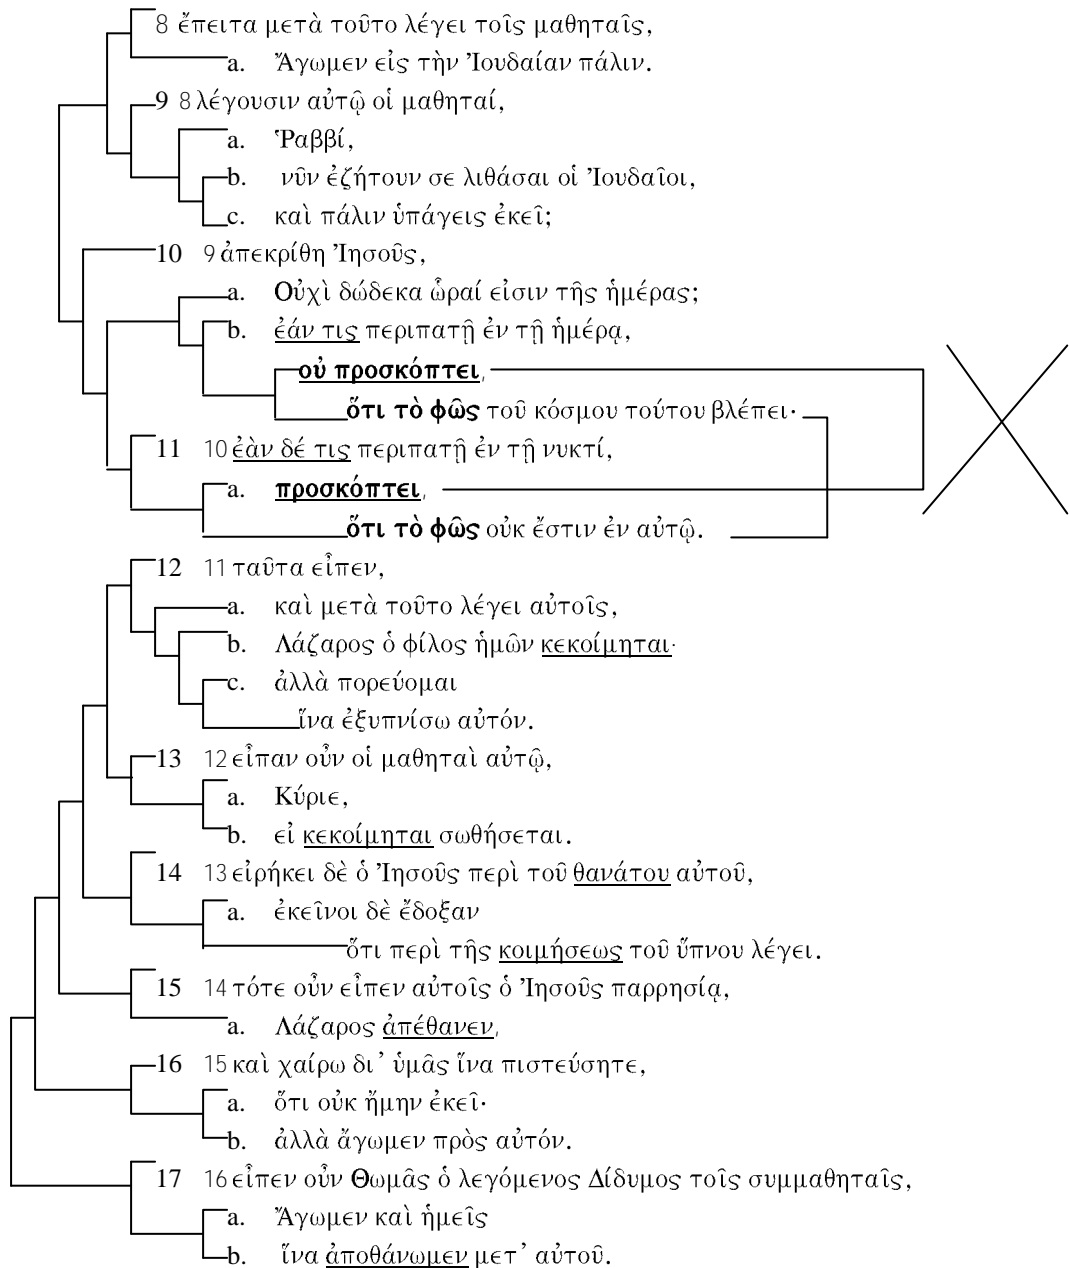 8 ἔπειτα μετὰ τοῦτο λέγει τοῖς μαθηταῖς,
a. Ἄγωμεν εἰς τὴν Ἰουδαίαν πάλιν.
9 8 λέγουσιν αὐτῷ οἱ μαθηταί,
a. Ῥαββί,
b. νῦν ἐζήτουν σε λιθάσαι οἱ Ἰουδαῖοι,
c. καὶ πάλιν ὑπάγεις ἐκεῖ;
10 9 ἀπεκρίθη Ἰησοῦς,
a. Οὐχὶ δώδεκα ὧραί εἰσιν τῆς ἡμέρας;
b. ἐάν τις περιπατῇ ἐν τῇ ἡμέρᾳ,
οὐ προσκόπτει,
ὅτι τὸ φῶς τοῦ κόσμου τούτου βλέπει·
11 10 ἐὰν δέ τις περιπατῇ ἐν τῇ νυκτί,
a. προσκόπτει,
ὅτι τὸ φῶς οὐκ ἔστιν ἐν αὐτῷ.
12 11 ταῦτα εἶπεν,
a. καὶ μετὰ τοῦτο λέγει αὐτοῖς,
b. Λάζαρος ὁ φίλος ἡμῶν κεκοίμηται·
c. ἀλλὰ πορεύομαι
ἵνα ἐξυπνίσω αὐτόν.
13 12 εἶπαν οὖν οἱ μαθηταὶ αὐτῷ,
a. Κύριε,
b. εἰ κεκοίμηται σωθήσεται.
14 13 εἰρήκει δὲ ὁ Ἰησοῦς περὶ τοῦ θανάτου αὐτοῦ,
a. ἐκεῖνοι δὲ ἔδοξαν
ὅτι περὶ τῆς κοιμήσεως τοῦ ὕπνου λέγει.
15 14 τότε οὖν εἶπεν αὐτοῖς ὁ Ἰησοῦς παρρησίᾳ,
a. Λάζαρος ἀπέθανεν,
16 15 καὶ χαίρω δι’ ὑμᾶς ἵνα πιστεύσητε,
a. ὅτι οὐκ ἤμην ἐκεῖ·
b. ἀλλὰ ἄγωμεν πρὸς αὐτόν.
17 16 εἶπεν οὖν Θωμᾶς ὁ λεγόμενος Δίδυμος τοῖς συμμαθηταῖς,
a. Ἄγωμεν καὶ ἡμεῖς
b. ἵνα ἀποθάνωμεν μετ’ αὐτοῦ.